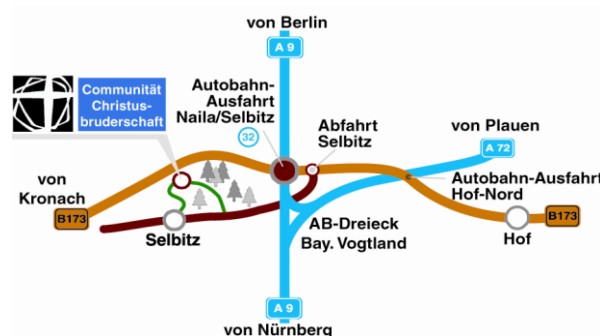 von Berlin
A 9
Communität
Christus-
bruderschaft
Autobahn-
Ausfahrt
Naila/Selbitz
32
Abfahrt
Selbitz
von Plauen
A 72
von
Kronach
B173
Autobahn-Ausfahrt
Hof-Nord
Selbitz
AB-Dreieck
Bay. Vogtland
Hof
B173
A 9
von Nürnberg